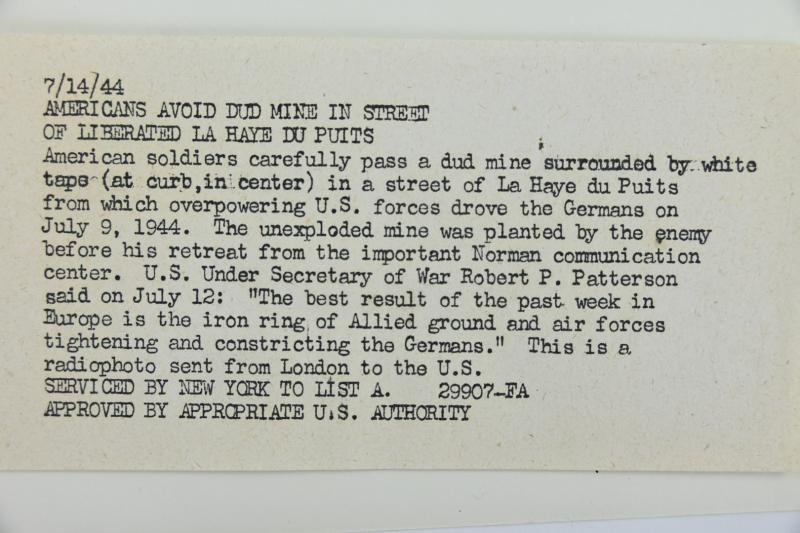 7/14/44
AMERICANS AVOID DUD MINE IN STREET
OF LIBERATED LA HAYE DU PUITS
American soldiers carefully pass a dud mine surrounded by white
tape (at curb,in center) in a street of La Haye du Puits
from which overpowering U.S. forces drove the Germans on
July 9, 1944. The unexploded mine was planted by the enemy
before his retreat from the important Norman communication
center. U.S. Under Secretary of War Robert P. Patterson
said on July 12: "The best result of the past week in
Europe is the iron ring of Allied ground and air forces
tightening and constricting the Germans." This is a
radiophoto sent from London to the U.S.
SERVICED BY NEW YORK TO LIST A. 29907-FA
APPROVED BY APPROPRIATE U.S. AUTHORITY